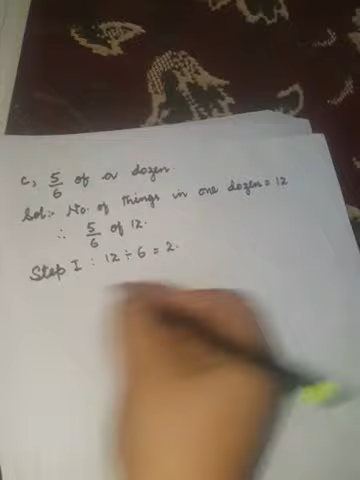 c, 5/6 of a dozen.
Sol:- No. of things in one dozen = 12
∴ 5/6 of 12.
Step I : 12 ÷ 6 = 2.